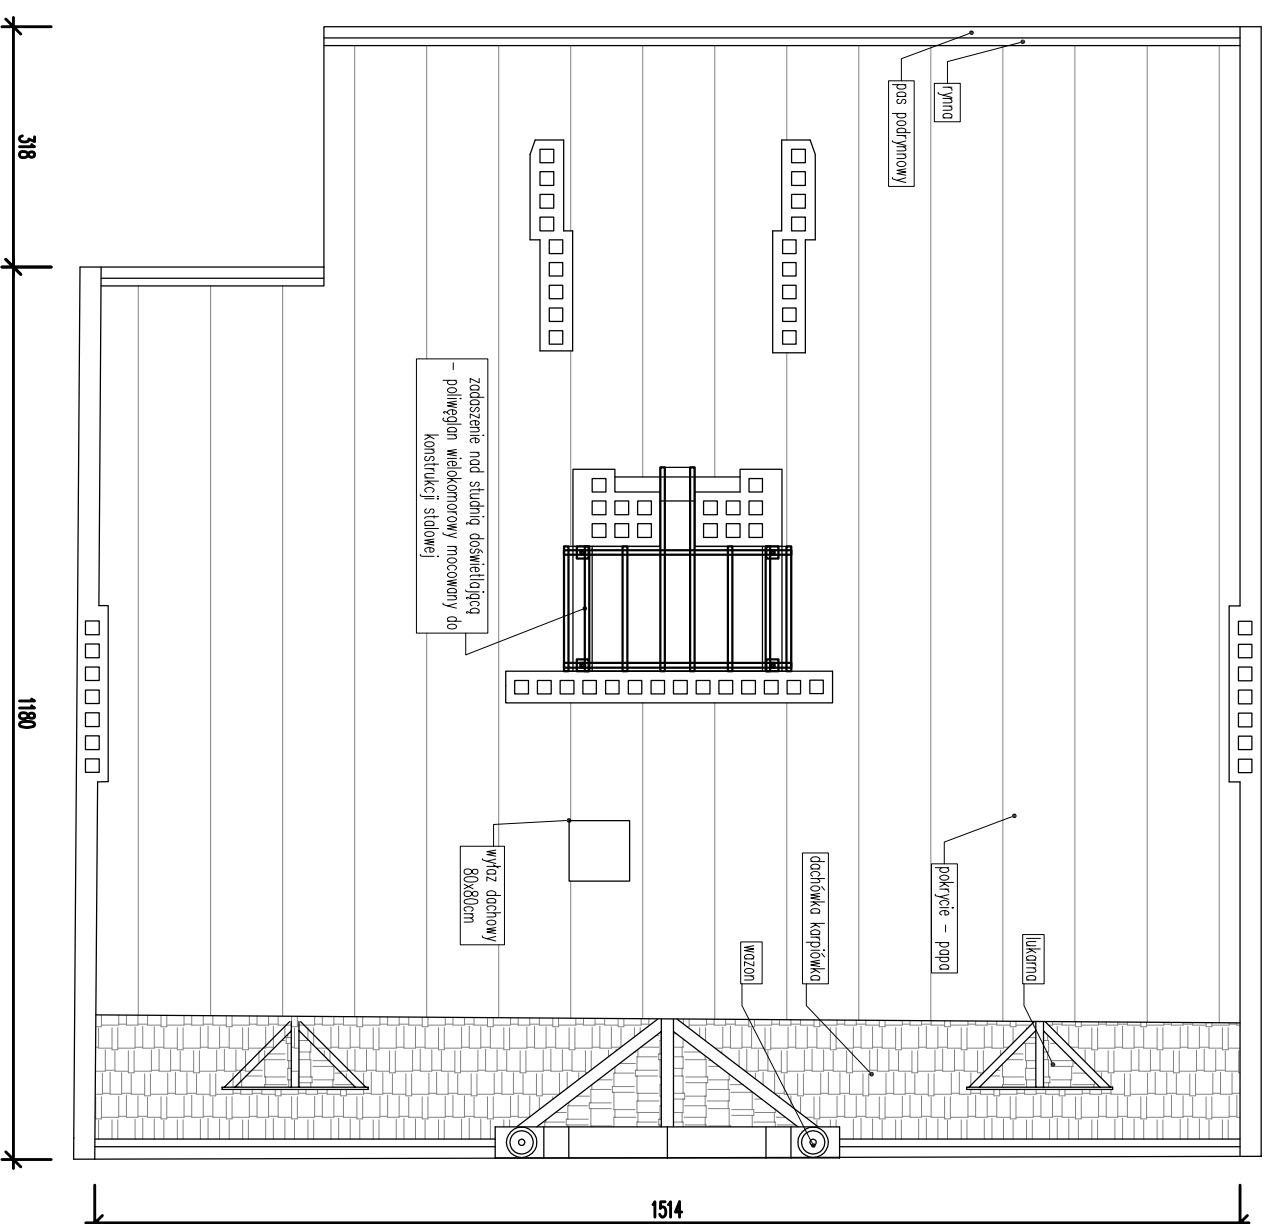 rynna
pas podrynnowy
318
zadaszenie nad studnią doświetlającą
- poliwęglan wielokomorowy mocowany do
konstrukcji stalowej
1180
wyłaz dachowy
80x80cm
dachówka karpiówka
pokrycie - papa
wazon
lukarna
1514